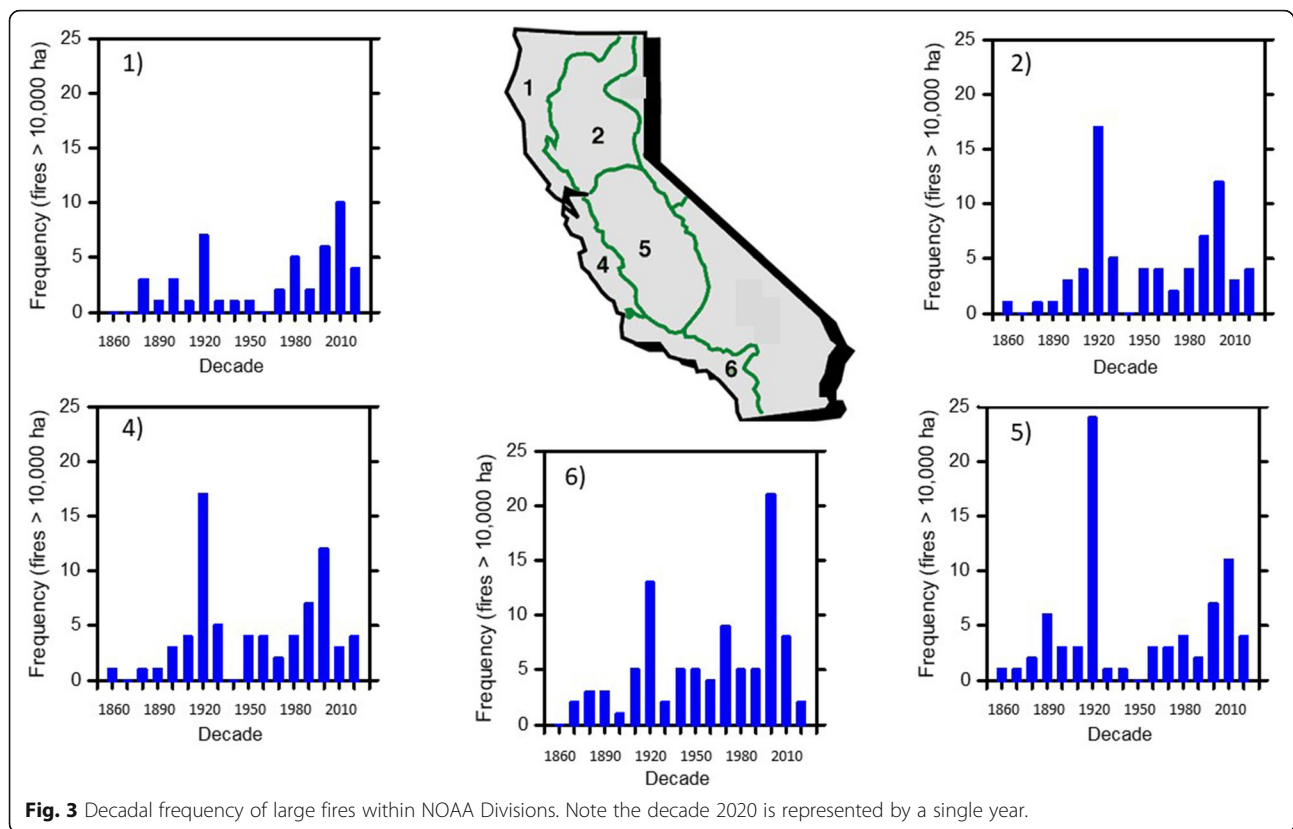 1)
Frequency (fires > 10,000 ha)
25
20
15
10
5
0
1860 1890 1920 1950 1980 2010
Decade
1
2
5
4
6
2)
Frequency (fires > 10,000 ha)
25
20
15
10
5
0
1860 1890 1920 1950 1980 2010
Decade
4)
Frequency (fires > 10,000 ha)
25
20
15
10
5
0
1860 1890 1920 1950 1980 2010
Decade
6)
Frequency (fires > 10,000 ha)
25
20
15
10
5
0
1860 1890 1920 1950 1980 2010
Decade
5)
Frequency (fires > 10,000 ha)
25
20
15
10
5
0
1860 1890 1920 1950 1980 2010
Decade
Fig. 3 Decadal frequency of large fires within NOAA Divisions. Note the decade 2020 is represented by a single year.